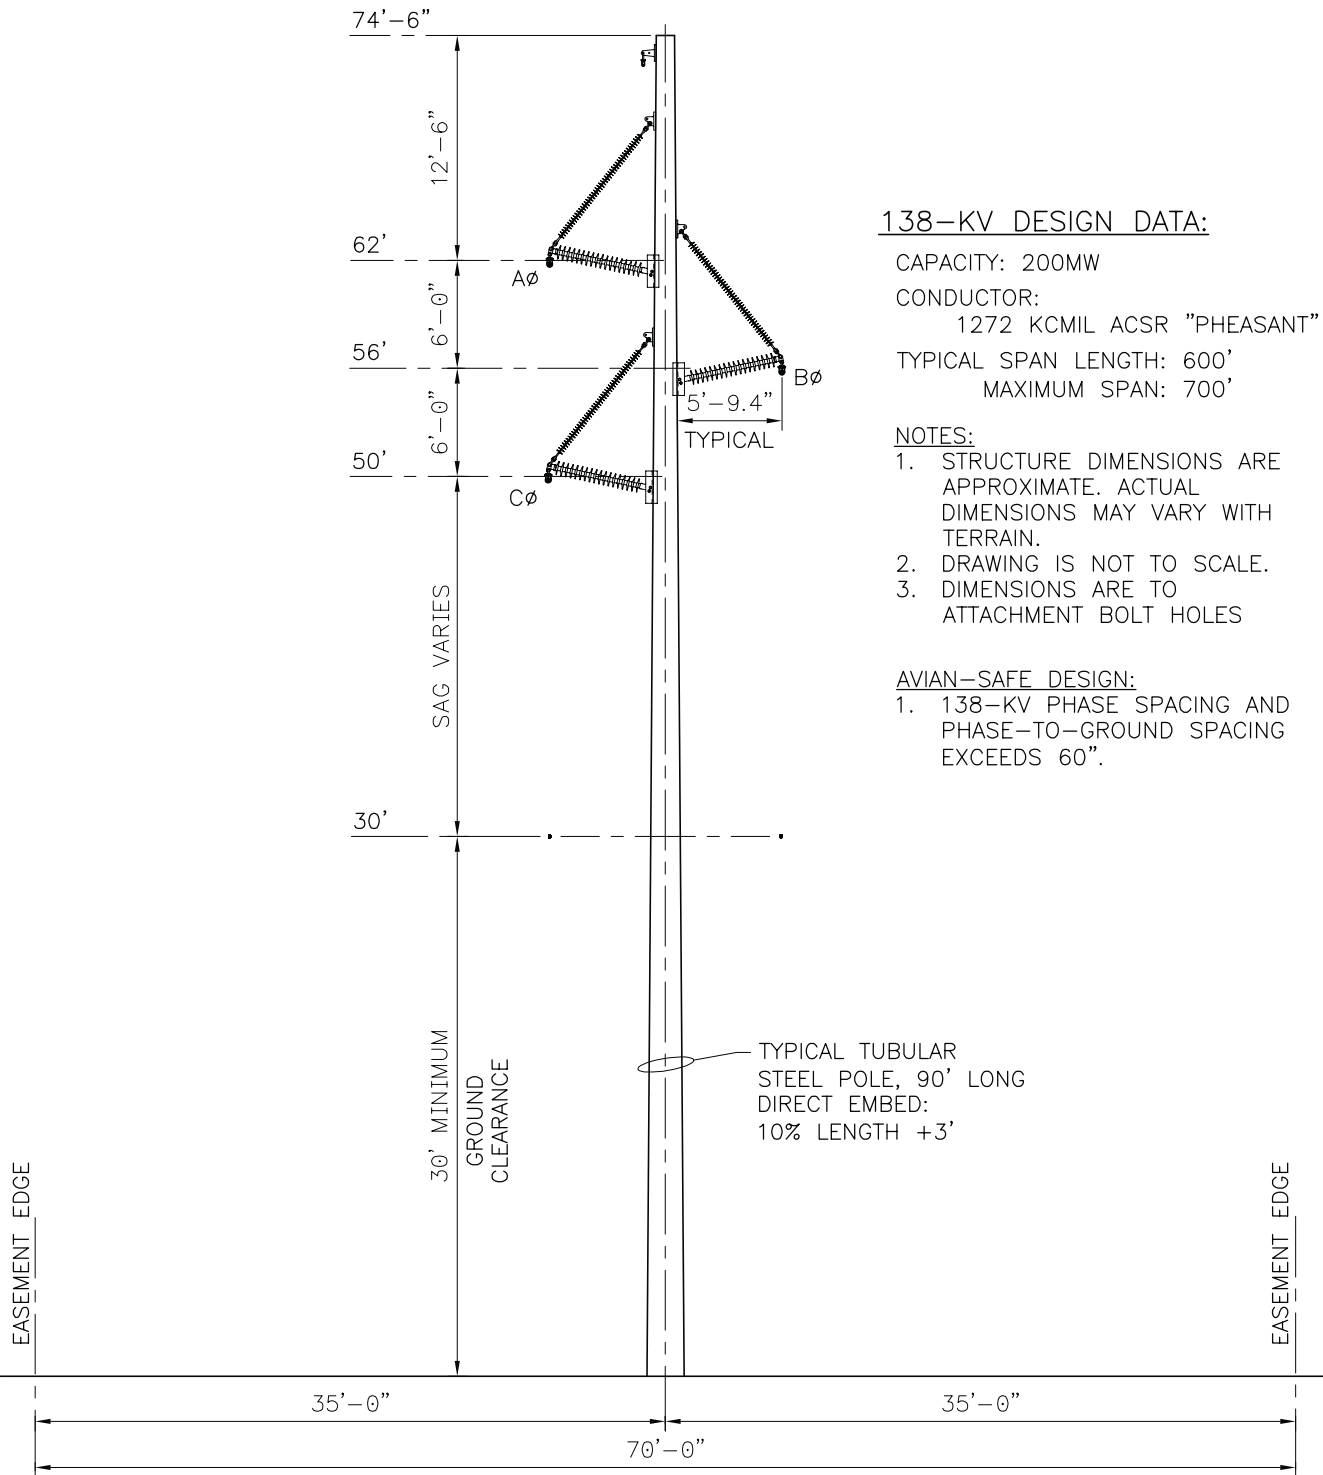 74'-6"
12'-6"
62'
AØ
6'-0"
56'
BØ
5'-9.4"
TYPICAL
6'-0"
50'
CØ
SAG VARIES
30'
30' MINIMUM
GROUND
CLEARANCE
138-KV DESIGN DATA:
CAPACITY: 200MW
CONDUCTOR:
1272 KCMIL ACSR "PHEASANT"
TYPICAL SPAN LENGTH: 600'
MAXIMUM SPAN: 700'
NOTES:
1. STRUCTURE DIMENSIONS ARE
APPROXIMATE. ACTUAL
DIMENSIONS MAY VARY WITH
TERRAIN.
2. DRAWING IS NOT TO SCALE.
3. DIMENSIONS ARE TO
ATTACHMENT BOLT HOLES
AVIAN-SAFE DESIGN:
1. 138-KV PHASE SPACING AND
PHASE-TO-GROUND SPACING
EXCEEDS 60".
TYPICAL TUBULAR
STEEL POLE, 90' LONG
DIRECT EMBED:
10% LENGTH +3'
EASEMENT EDGE
EASEMENT EDGE
35'-0"
35'-0"
70'-0"